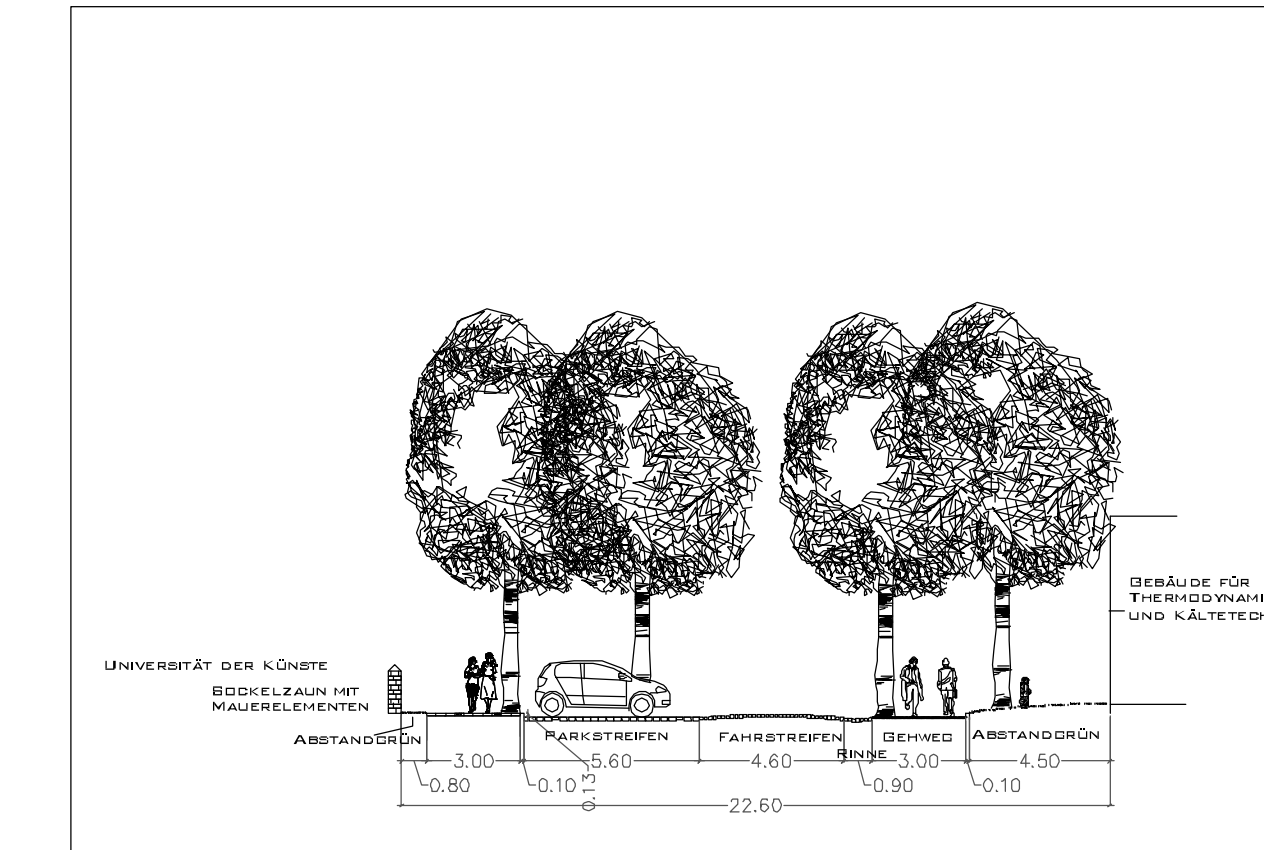 GEBÄUDE FÜR
THERMODYNAMI
UND KÄLTETECH
UNIVERSITÄT DER KÜNSTE
SOCKELZAUN MIT
MAUERELEMENTEN
ABSTANDGRÜN
PARKSTREIFEN
FAHRSTREIFEN
RINNE
GEHWEG
ABSTANDGRÜN
3.00
5.60
4.60
3.00
4.50
0.80
0.10
0.13
0.90
0.10
22.60